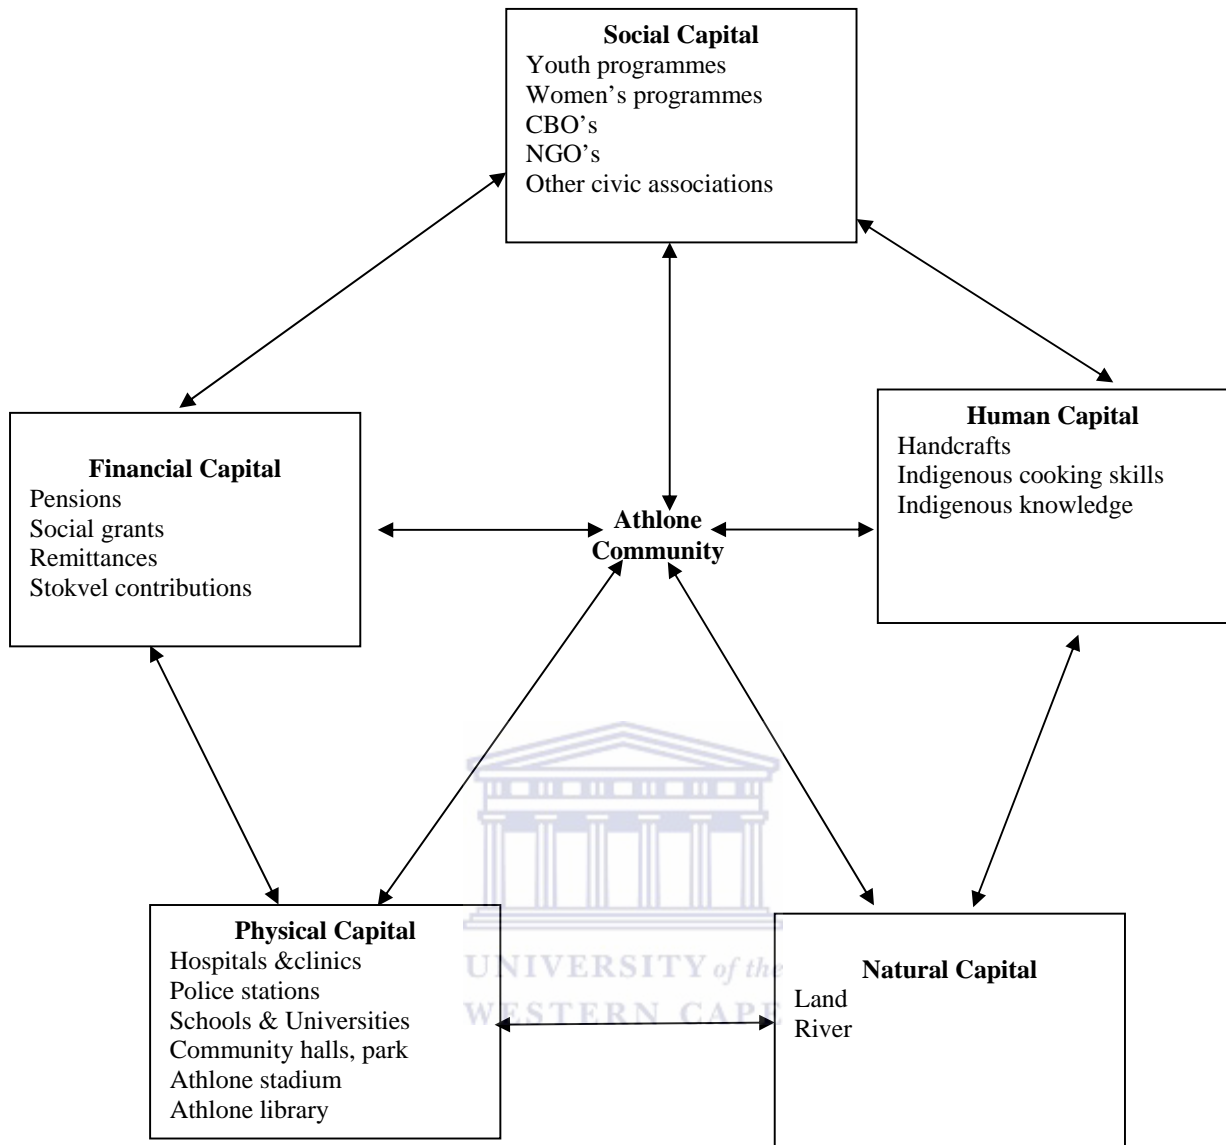 Social Capital
Youth programmes
Women’s programmes
CBO’s
NGO’s
Other civic associations
Financial Capital
Pensions
Social grants
Remittances
Stokvel contributions
Athlone
Community
Human Capital
Handcrafts
Indigenous cooking skills
Indigenous knowledge
Physical Capital
Hospitals &clinics
Police stations
Schools & Universities
Community halls, park
Athlone stadium
Athlone library
UNIVERSITY of the
WESTERN CAPE
Natural Capital
Land
River